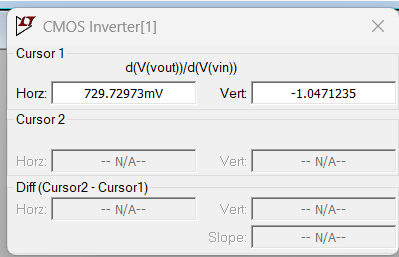 CMOS Inverter[1]
Cursor 1
d(V(vout))/d(V(vin))
Horz: 729.72973mV Vert: -1.0471235
Cursor 2
Horz: -- N/A-- Vert: -- N/A--
Diff (Cursor2 - Cursor1)
Horz: -- N/A-- Vert: -- N/A--
Slope: -- N/A--